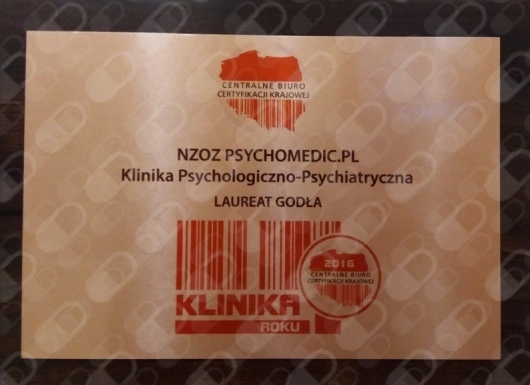 CENTRALNE BIURO
CERTYFIKACJI KRAJOWEJ
NZOZ PSYCHOMEDIC.PL
Klinika Psychologiczno-Psychiatryczna
LAUREAT GODŁA
2016
CENTRALNE BIURO
CERTYFIKACJI KRAJOWEJ
KLINIKA
ROKU